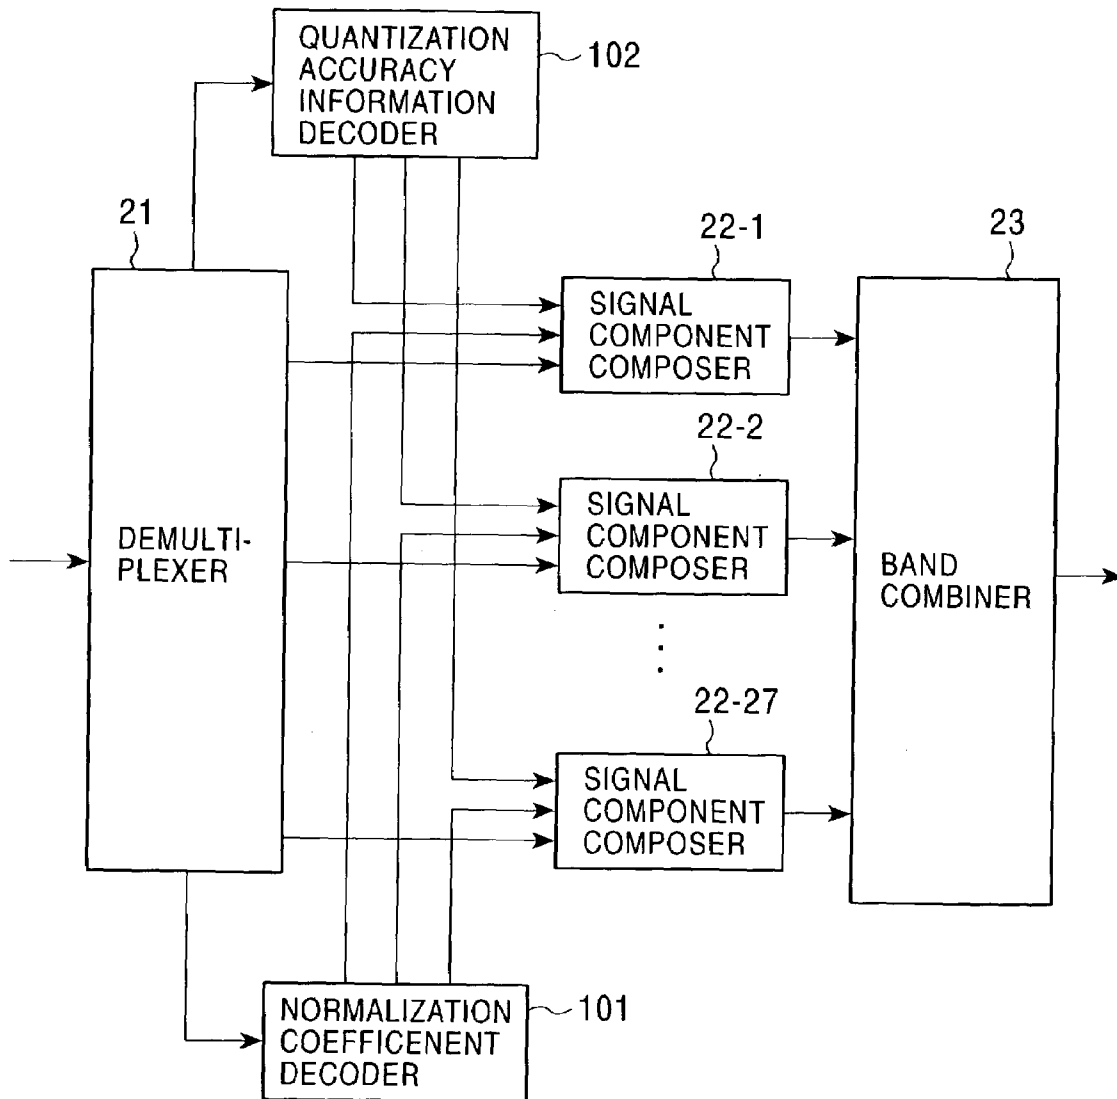 QUANTIZATION
ACCURACY
INFORMATION
DECODER
102
21
DEMULTI-
PLEXER
22-1
SIGNAL
COMPONENT
COMPOSER
22-2
SIGNAL
COMPONENT
COMPOSER
22-27
SIGNAL
COMPONENT
COMPOSER
23
BAND
COMBINER
NORMALIZATION
COEFFICENENT
DECODER
101